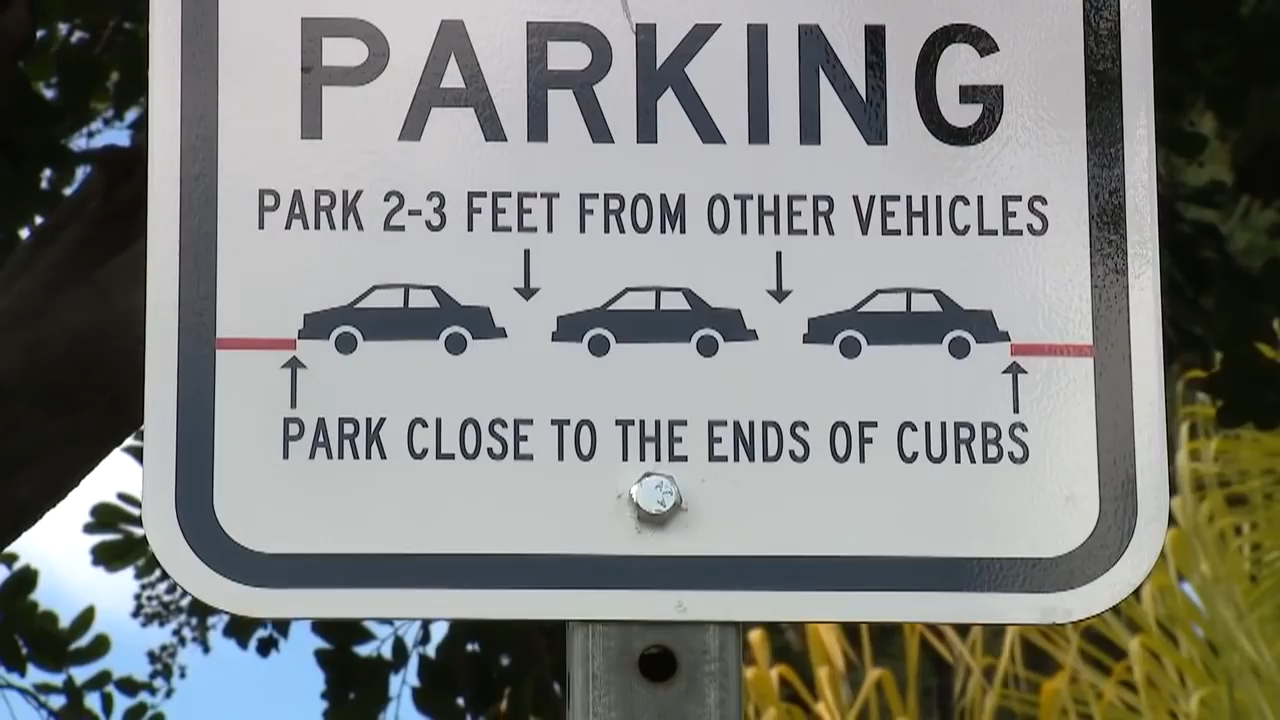 PARKING
PARK 2-3 FEET FROM OTHER VEHICLES
PARK CLOSE TO THE ENDS OF CURBS